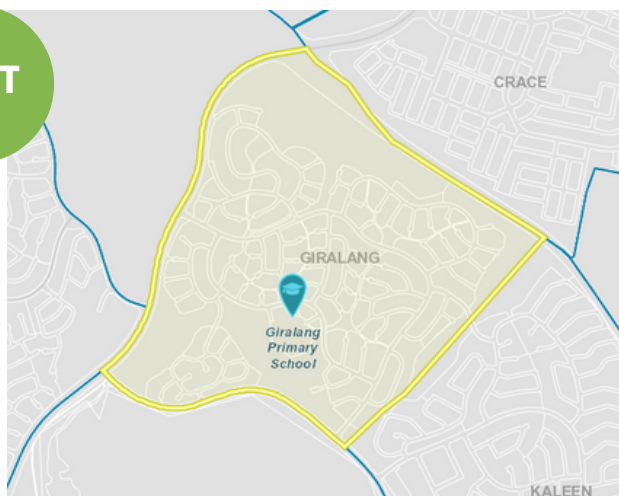 T
CRACE
GIRALANG
Giralang
Primary
School
KALEEN